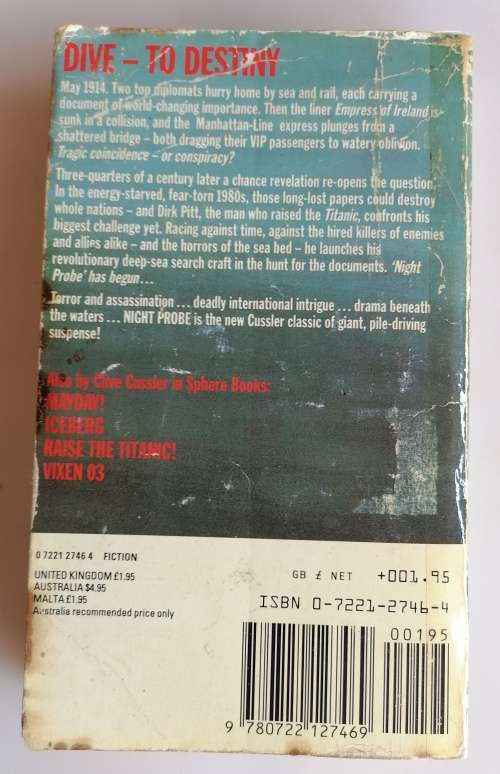 DIVE – TO DESTINY
May 1914. Two top diplomats hurry home by sea and rail, each carrying a
document of world-changing importance. Then the liner Empress of Ireland is
sunk in a collision, and the Manhattan-Line express plunges from a
shattered bridge – both dragging their VIP passengers to watery oblivion.
Tragic coincidence – or conspiracy?
Three-quarters of a century later a chance revelation re-opens the question.
In the energy-starved, fear-torn 1980s, those long-lost papers could destroy
whole nations – and Dirk Pitt, the man who raised the Titanic, confronts his
biggest challenge yet. Racing against time, against the hired killers of enemies
and allies alike – and the horrors of the sea bed – he launches his
revolutionary deep-sea search craft in the hunt for the documents. 'Night
Probe' has begun...
Terror and assassination ... deadly international intrigue ... drama beneath
the waters ... NIGHT PROBE is the new Cussler classic of giant, pile-driving
suspense!
Also by Clive Cussler in Sphere Books:
MAYDAY!
ICEBERG
RAISE THE TITANIC!
VIXEN 03
0 7221 2746 4 FICTION
UNITED KINGDOM £1.95
AUSTRALIA $4.95
MALTA £1.95
Australia recommended price only
GB £ NET +001.95
ISBN 0-7221-2746-4
00195
9 780722 127469